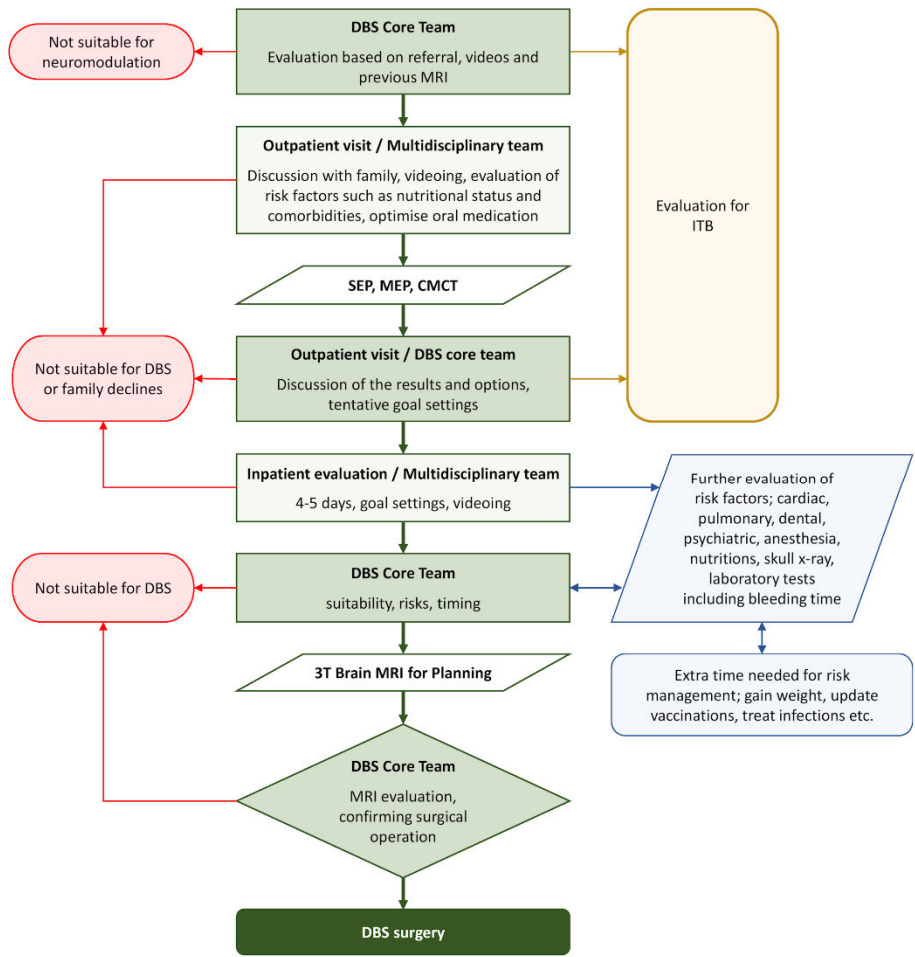 DBS Core Team
Evaluation based on referral, videos and
previous MRI
Not suitable for
neuromodulation
Outpatient visit / Multidisciplinary team
Discussion with family, videoing, evaluation of
risk factors such as nutritional status and
comorbidities, optimise oral medication
Evaluation for
ITB
SEP, MEP, CMCT
Outpatient visit / DBS core team
Discussion of the results and options,
tentative goal settings
Not suitable for DBS
or family declines
Inpatient evaluation / Multidisciplinary team
4-5 days, goal settings, videoing
Further evaluation of
risk factors; cardiac,
pulmonary, dental,
psychiatric, anesthesia,
nutritions, skull x-ray,
laboratory tests
including bleeding time
DBS Core Team
suitability, risks, timing
Not suitable for DBS
3T Brain MRI for Planning
Extra time needed for risk
management; gain weight, update
vaccinations, treat infections etc.
DBS Core Team
MRI evaluation,
confirming surgical
operation
DBS surgery